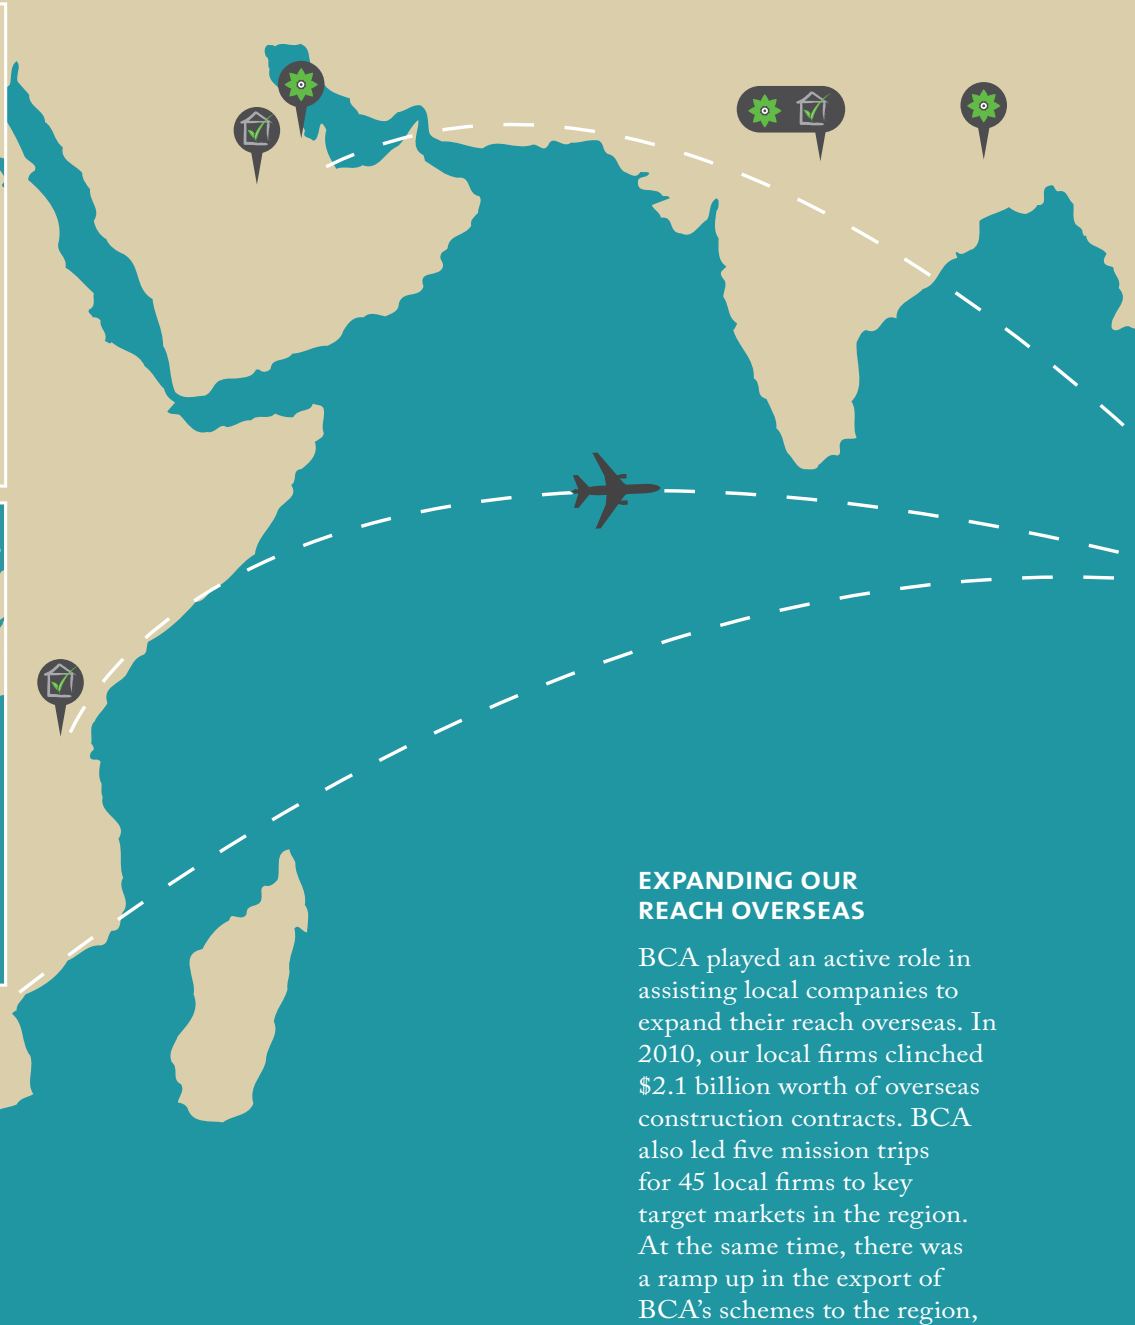 EXPANDING OUR
REACH OVERSEAS
BCA played an active role in
assisting local companies to
expand their reach overseas. In
2010, our local firms clinched
$2.1 billion worth of overseas
construction contracts. BCA
also led five mission trips
for 45 local firms to key
target markets in the region.
At the same time, there was
a ramp up in the export of
BCA’s schemes to the region,